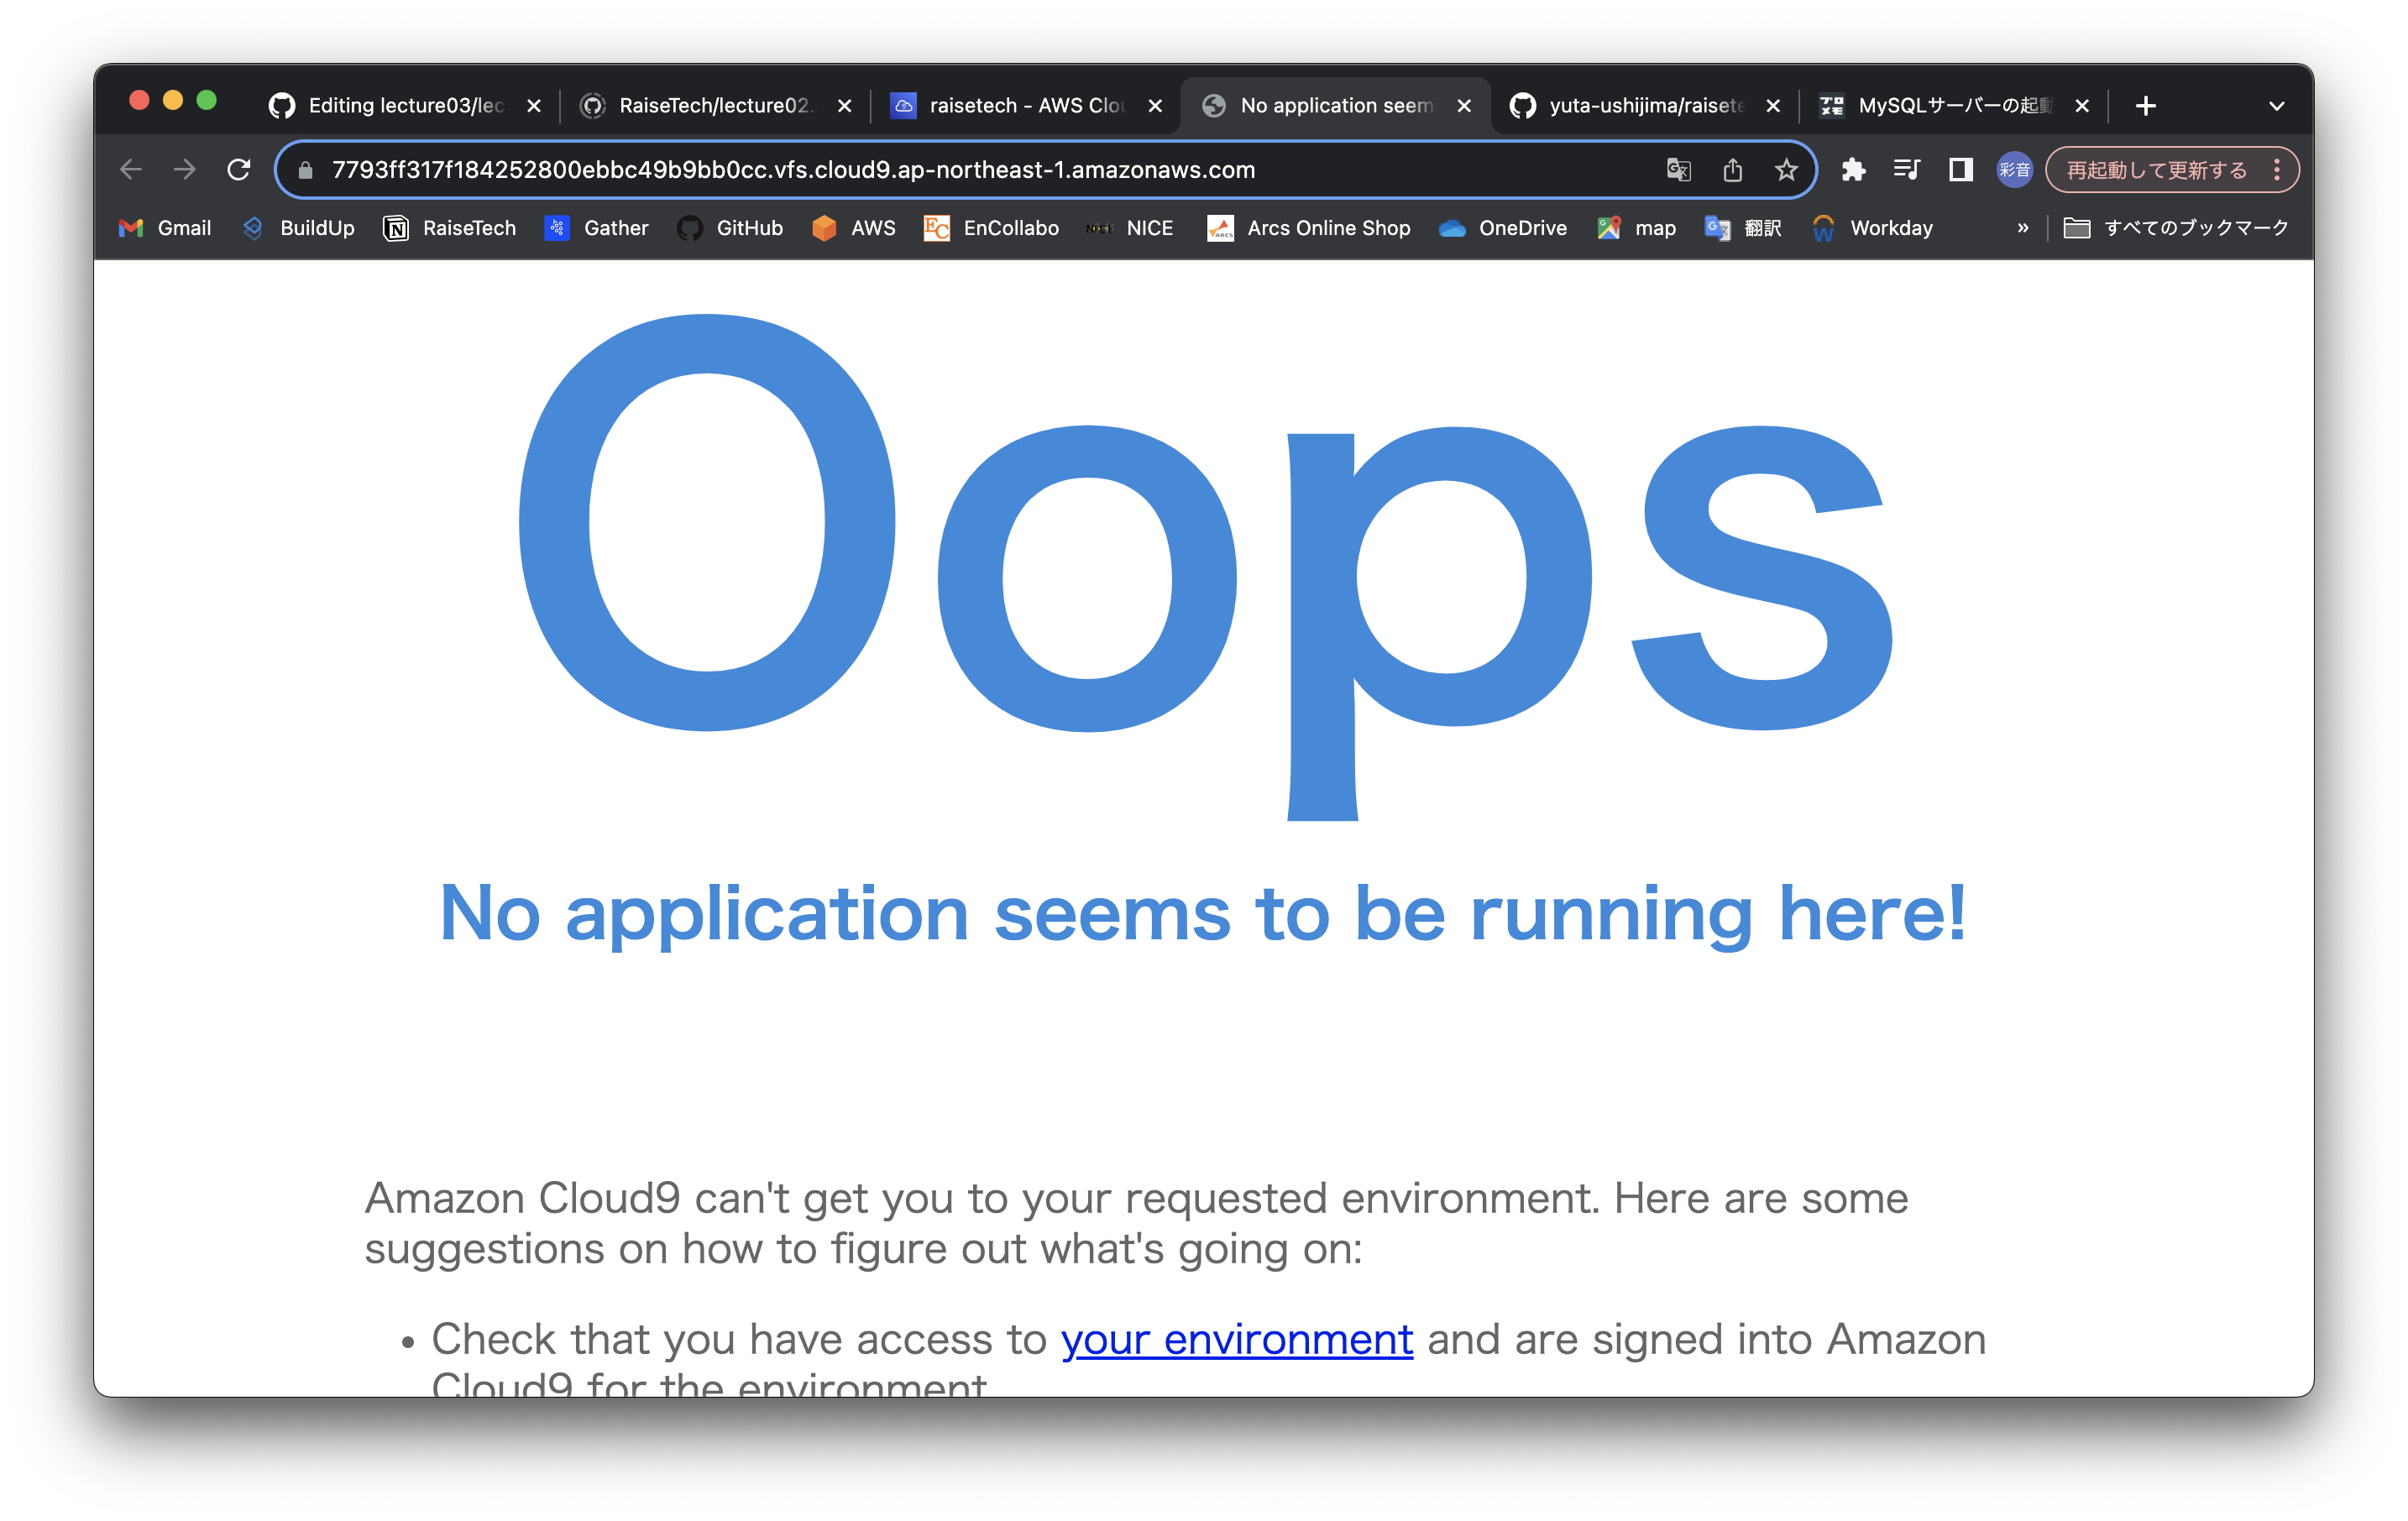 Editing lecture03/lec
RaiseTech/lecture02.
raisetech - AWS Clou
No application seem
yuta-ushijima/raisete
MySQLサーバーの起動
7793ff317f184252800ebbc49b9bb0cc.vfs.cloud9.ap-northeast-1.amazonaws.com
彩音
再起動して更新する
Gmail BuildUp RaiseTech Gather GitHub AWS EnCollabo NICE Arcs Online Shop OneDrive map 翻訳 Workday » すべてのブックマーク
Oops
No application seems to be running here!
Amazon Cloud9 can't get you to your requested environment. Here are some
suggestions on how to figure out what's going on:
• Check that you have access to your environment and are signed into Amazon
Cloud9 for the environment